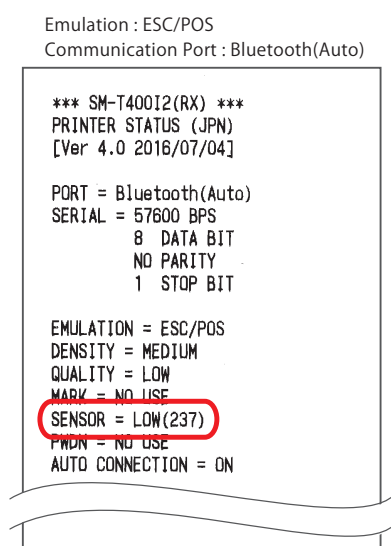 Emulation : ESC/POS
Communication Port : Bluetooth(Auto)
*** SM-T400I2(RX) ***
PRINTER STATUS (JPN)
[Ver 4.0 2016/07/04]
PORT = Bluetooth(Auto)
SERIAL = 57600 BPS
8 DATA BIT
NO PARITY
1 STOP BIT
EMULATION = ESC/POS
DENSITY = MEDIUM
QUALITY = LOW
MARK = NO USE
SENSOR = LOW(237)
PWDN = NO USE
AUTO CONNECTION = ON